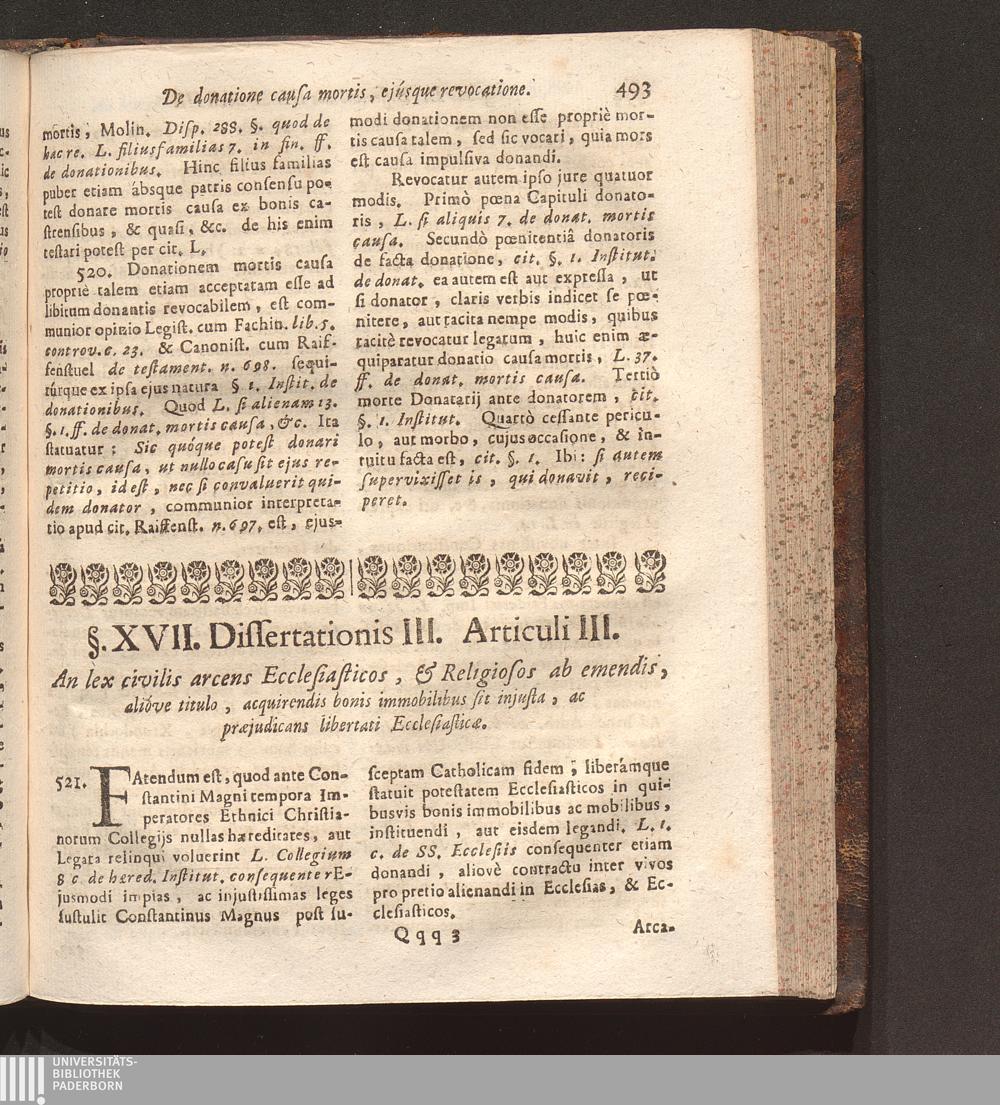 De donatione causa mortis, ejúsque revocatione. 493
mortis, Molin. Disp. 288. §. quod de
hac re. L. filiusfamilias 7. in fin. ff.
de donationibus. Hinc filius familias
puber etiam ábsque patris consensu po-
test donare mortis causa ex bonis ca-
strensibus, & quasi, &c. de his enim
testari potest per cit. L.
520. Donationem mortis causa
propriè talem etiam acceptatam esse ad
libitum donantis revocabilem, est com-
munior opinio Legist. cum Fachin. lib. 5.
controv. c. 23. & Canonist. cum Raif-
fenstuel de testament. n. 698. sequi-
túrque ex ipsa ejus natura § 1. Instit. de
donationibus. Quod L. si alienam 13.
§. 1. ff. de donat. mortis causa, &c. Ita
statuatur: Sic quóque potest donari
mortis causa, ut nullo casu sit ejus re-
petitio, id est, nec si convaluerit qui-
dem donator, communior interpreta-
tio apud cit. Raiffenst. n. 697. est, ejus-
modi donationem non esse propriè mor-
tis causa talem, sed sic vocari, quia mors
est causa impulsiva donandi.
Revocatur autem ipso jure quatuor
modis. Primò pœna Capituli donato-
ris, L. si aliquis 7. de donat. mortis
causa. Secundò pœnitentiâ donatoris
de facta donatione, cit. §. 1. Institut.
de donat. ea autem est aut expressa, ut
si donator, claris verbis indicet se pœ-
nitere, aut tacita nempe modis, quibus
tacitè revocatur legatum, huic enim æ-
quiparatur donatio causa mortis, L. 37.
ff. de donat. mortis causa. Tertiò
morte Donatarij ante donatorem, cit.
§. 1. Institut. Quartò cessante pericu-
lo, aut morbo, cujus occasione, & in-
tuitu facta est, cit. §. 1. Ibi: si autem
supervixisset is, qui donavit, reci-
peret.
§. XVII. Dissertationis III. Articuli III.
An lex civilis arcens Ecclesiasticos, & Religiosos ab emendis,
alióve titulo, acquirendis bonis immobilibus sit injusta, ac
præjudicans libertati Ecclesiasticæ.
521. FAtendum est, quod ante Con-
stantini Magni tempora Im-
peratores Ethnici Christia-
norum Collegijs nullas hæreditates, aut
Legata relinqui voluerint L. Collegium
8 c de hæred. Institut. consequenter E-
jusmodi impias, ac injustissimas leges
sustulit Constantinus Magnus post su-
sceptam Catholicam fidem; liberámque
statuit potestatem Ecclesiasticos in qui-
busvis bonis immobilibus ac mobilibus,
instituendi, aut eisdem legandi. L. 1.
c. de SS. Ecclesiis consequenter etiam
donandi, aliovè contractu inter vivos
pro pretio alienandi in Ecclesias, & Ec-
clesiasticos.
Qqq 3 Arca-
UNIVERSITÄTS-
BIBLIOTHEK
PADERBORN